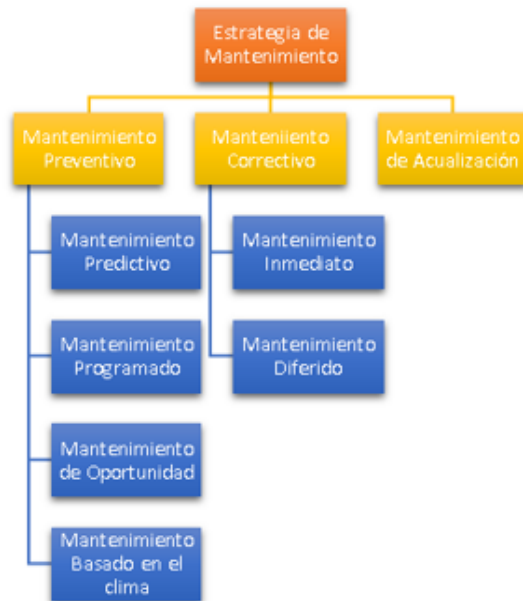 Estrategia de
Mantenimiento
Mantenimiento
Preventivo
Manteniiento
Correctivo
Mantenimiento
de Acualización
Mantenimiento
Predictivo
Mantenimiento
Programado
Mantenimiento
de Oportunidad
Mantenimiento
Basado en el
clima
Mantenimiento
Inmediato
Mantenimiento
Diferido